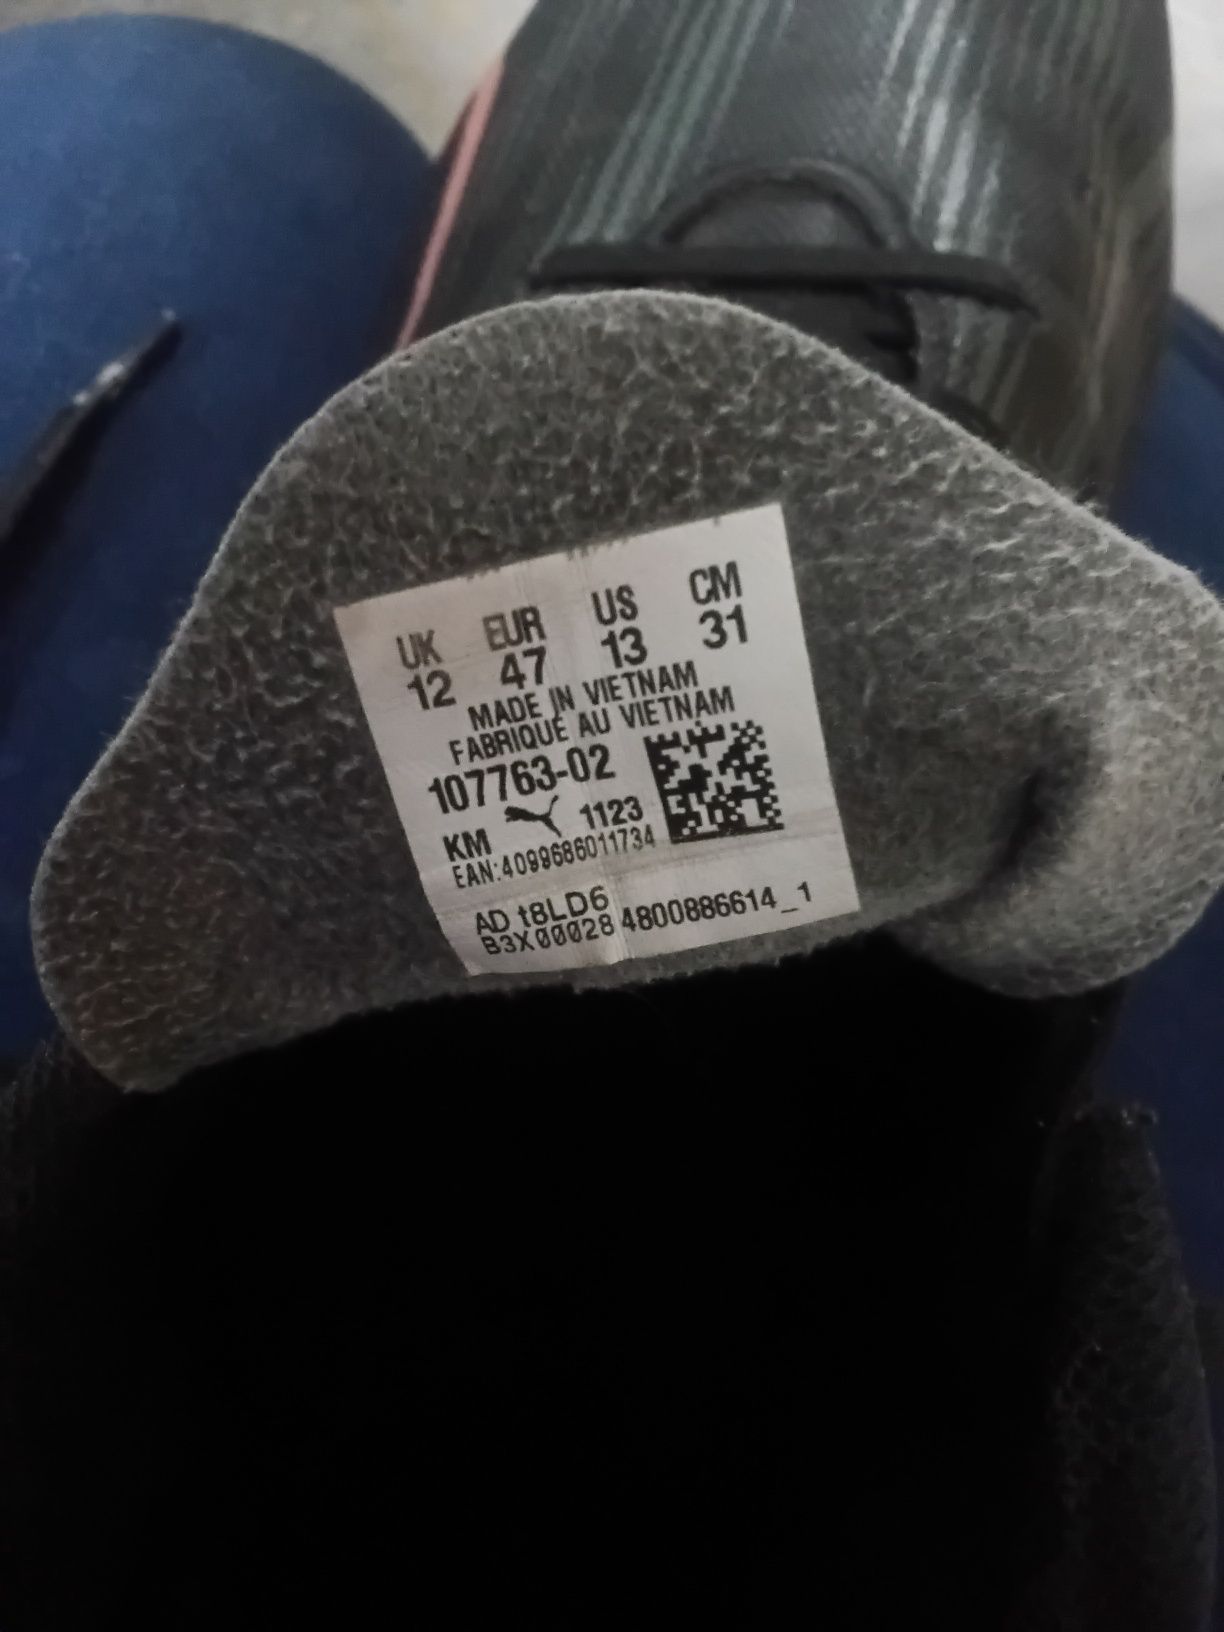 UK EUR US CM
12 47 13 31
MADE IN VIETNAM
FABRIQUÉ AU VIETNAM
107763-02
KM 1123
EAN:4099686011734
AD t8LD6
B3X00028 4800886614_1